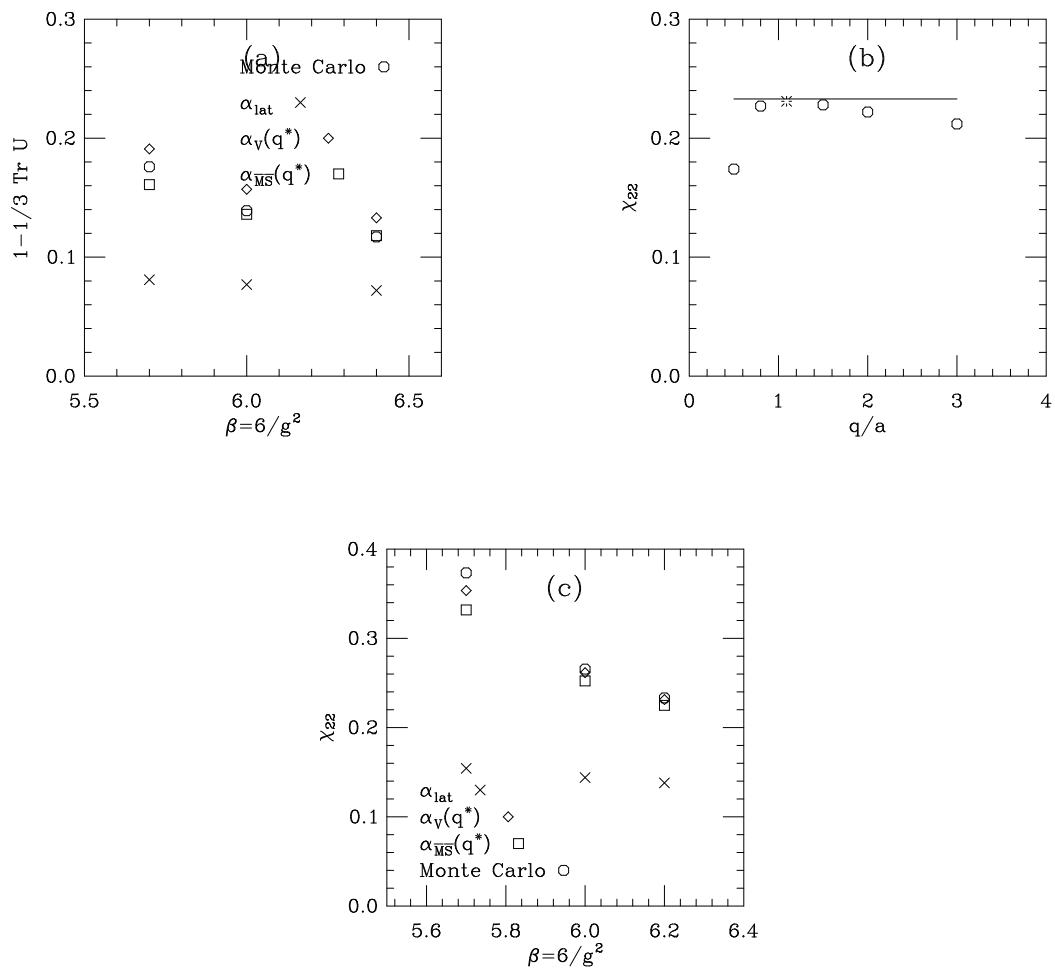 (a)
Monte Carlo
α_lat
α_V(q*)
α_M̅S̅(q*)
0.3
0.2
0.1
0.0
1−1/3 Tr U
5.5 6.0 6.5
β=6/g²
(b)
0.3
0.2
0.1
0.0
χ₂₂
0 1 2 3 4
q/a
(c)
0.4
0.3
0.2
0.1
0.0
χ₂₂
α_lat
α_V(q*)
α_M̅S̅(q*)
Monte Carlo
5.6 5.8 6.0 6.2 6.4
β=6/g²